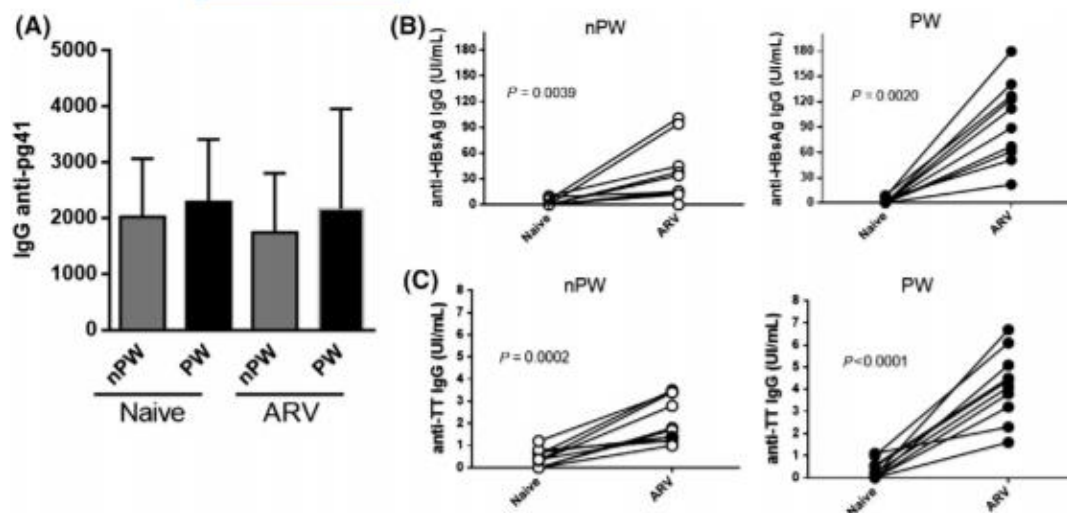 (A)
IgG anti-pg41
5000
4000
3000
2000
1000
0
nPW
PW
nPW
PW
Naive
ARV
(B)
nPW
anti-HBsAg IgG (UI/mL)
180
150
120
90
60
30
0
P = 0.0039
Naive
ARV
PW
anti-HBsAg IgG (UI/mL)
180
150
120
90
60
30
0
P = 0.0020
Naive
ARV
(C)
nPW
anti-TT IgG (UI/mL)
8
7
6
5
4
3
2
1
0
P = 0.0002
Naive
ARV
PW
anti-TT IgG (UI/mL)
8
7
6
5
4
3
2
1
0
P<0.0001
Naive
ARV